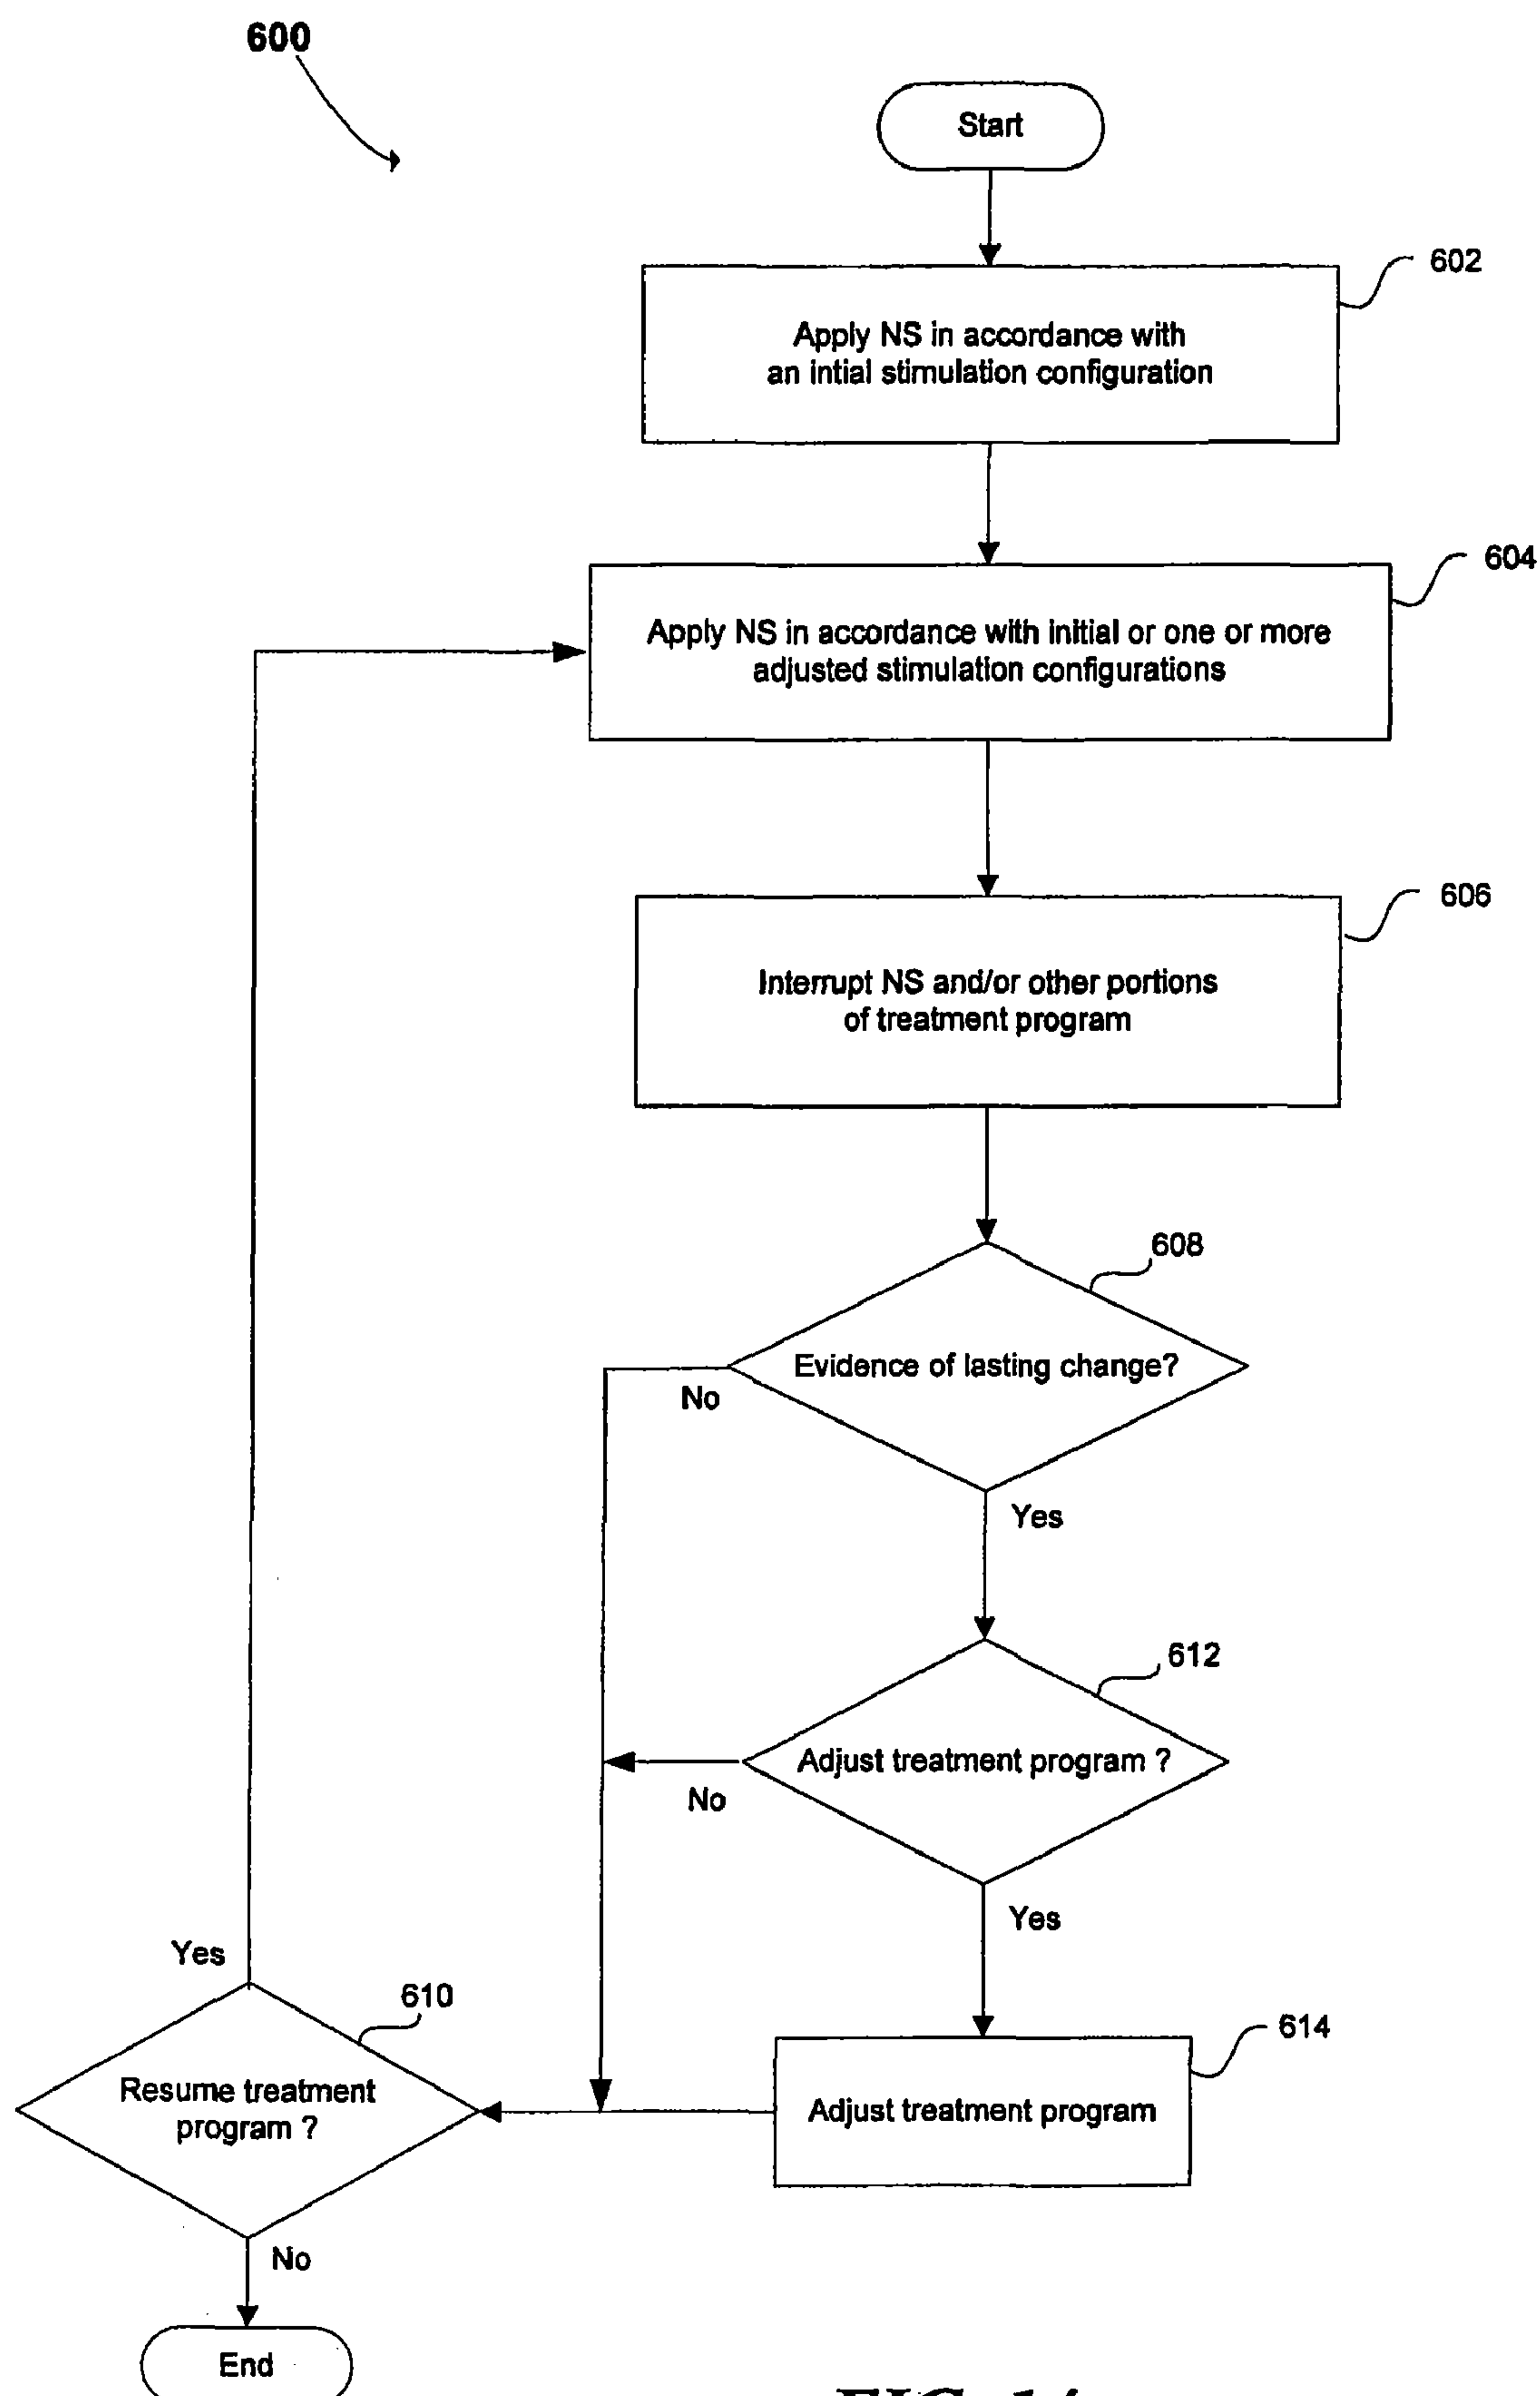 600
Start
602
Apply NS in accordance with
an intial stimulation configuration
604
Apply NS in accordance with initial or one or more
adjusted stimulation configurations
606
Interrupt NS and/or other portions
of treatment program
608
Evidence of lasting change?
No
Yes
612
Adjust treatment program ?
No
Yes
Yes
610
614
Resume treatment
program ?
Adjust treatment program
No
End